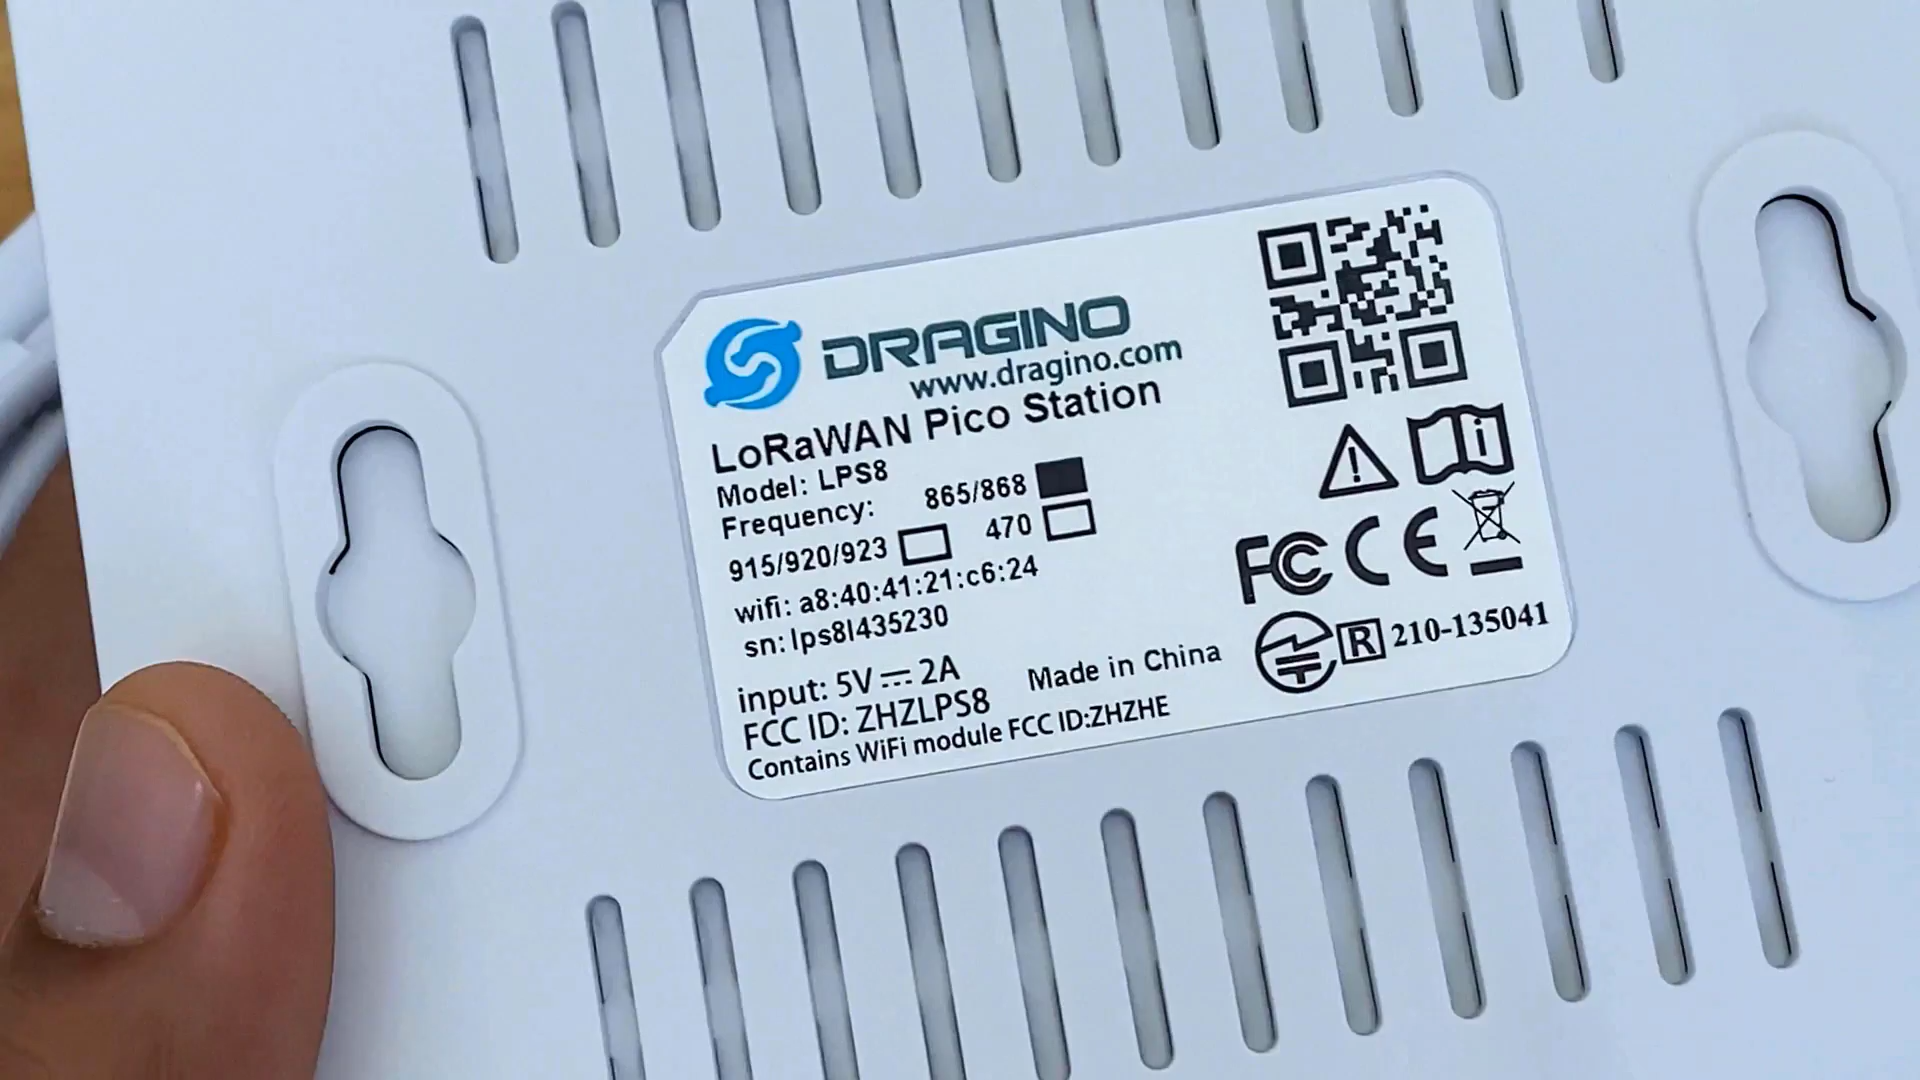 DRAGINO
www.dragino.com
LoRaWAN Pico Station
Model: LPS8
Frequency: 865/868
915/920/923 470
wifi: a8:40:41:21:c6:24
sn: lps8l435230
input: 5V⎓2A
Made in China
FCC ID: ZHZLPS8
Contains WiFi module FCC ID:ZHZHE
FC CE
R 210-135041